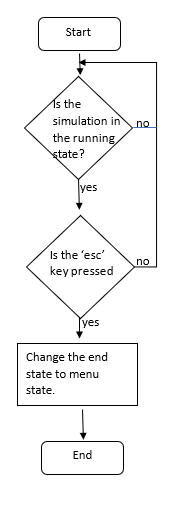 Start
Is the
simulation in
the running
state?
no
yes
Is the ‘esc’
key pressed
no
yes
Change the end
state to menu
state.
End